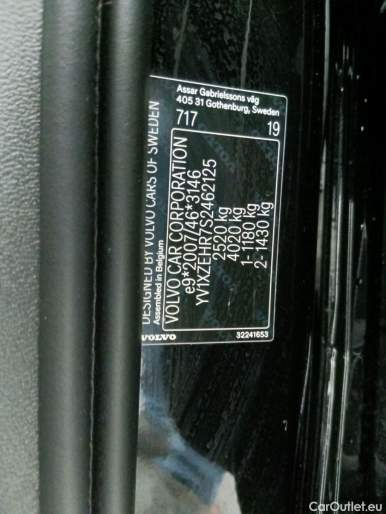 Assar Gabrielssons väg
405 31 Gothenburg, Sweden
717 19
DESIGNED BY VOLVO CARS OF SWEDEN
Assembled in Belgium
VOLVO CAR CORPORATION
e9*2007/46*3146
YV1XZEHR7S2462125
2520 kg
4020 kg
1- 1180 kg
2- 1430 kg
VOLVO
32241653
CarOutlet.eu